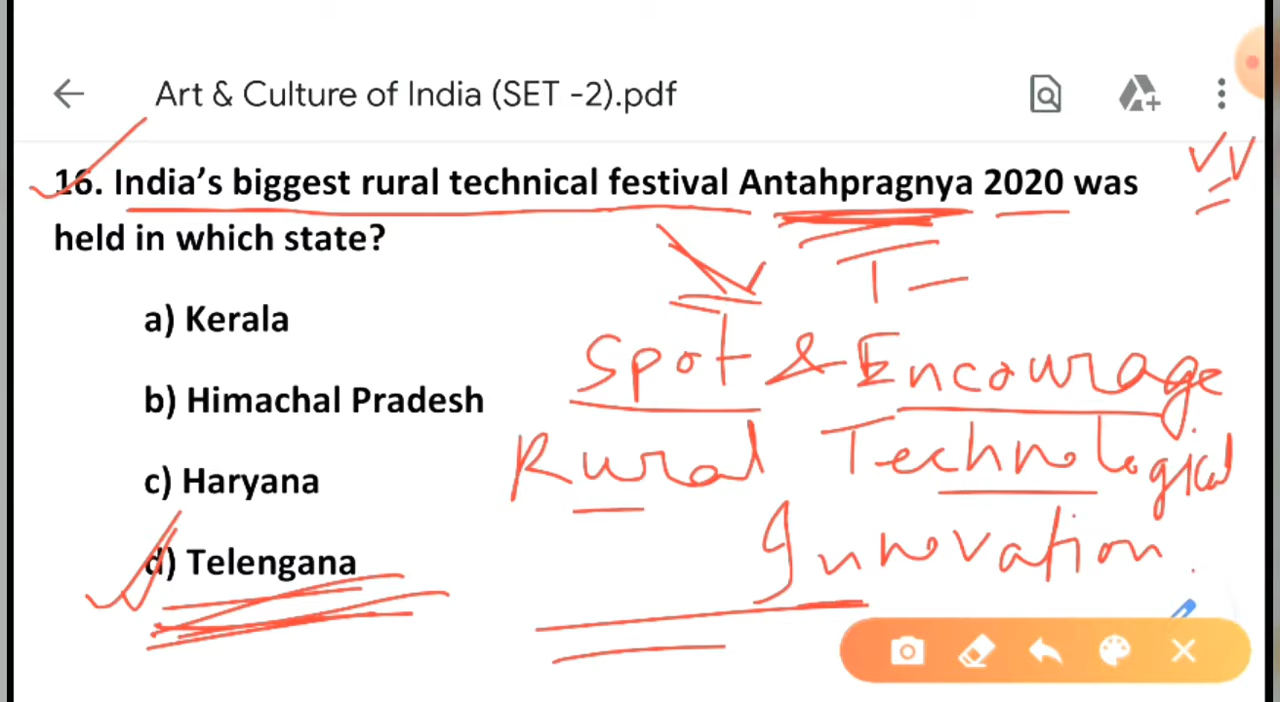 Art & Culture of India (SET -2).pdf
16. India's biggest rural technical festival Antahpragnya 2020 was
held in which state?
a) Kerala
b) Himachal Pradesh
c) Haryana
d) Telengana
T -
Spot & Encourage
Rural Technological
Innovation.